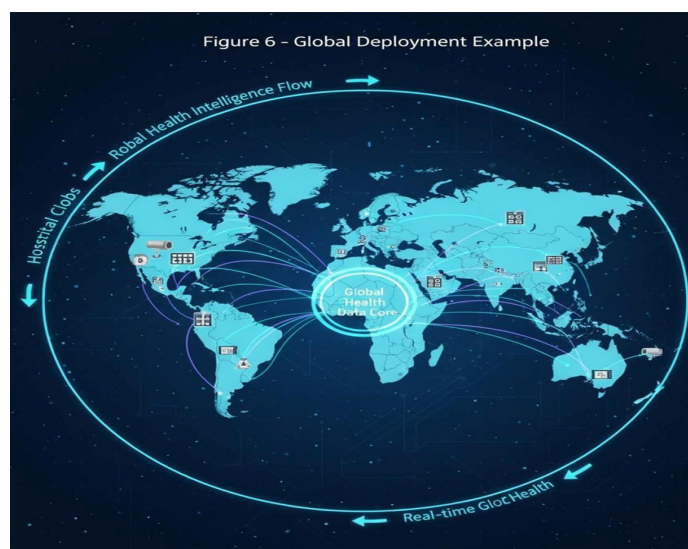 Figure 6 - Global Deployment Example
Robal Health Intelligence Flow
Hosstital Clobs
Global
Health
Data Core
Real-time Gloc Health